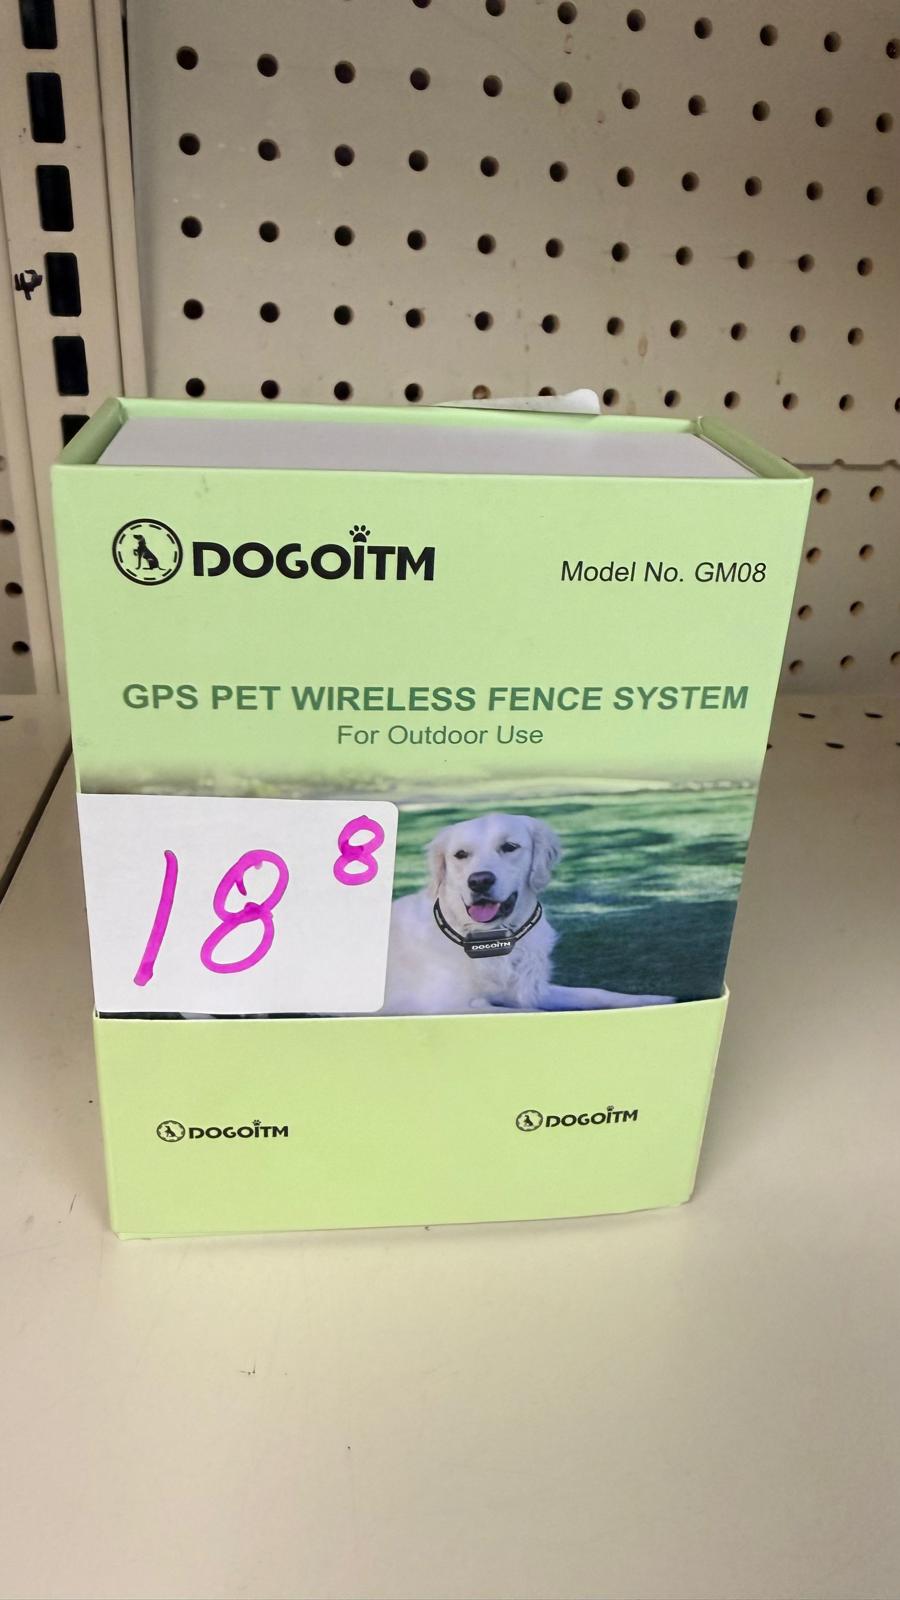 DOGOITM
Model No. GM08
GPS PET WIRELESS FENCE SYSTEM
For Outdoor Use
18 8
DOGOITM
DOGOITM DOGOITM